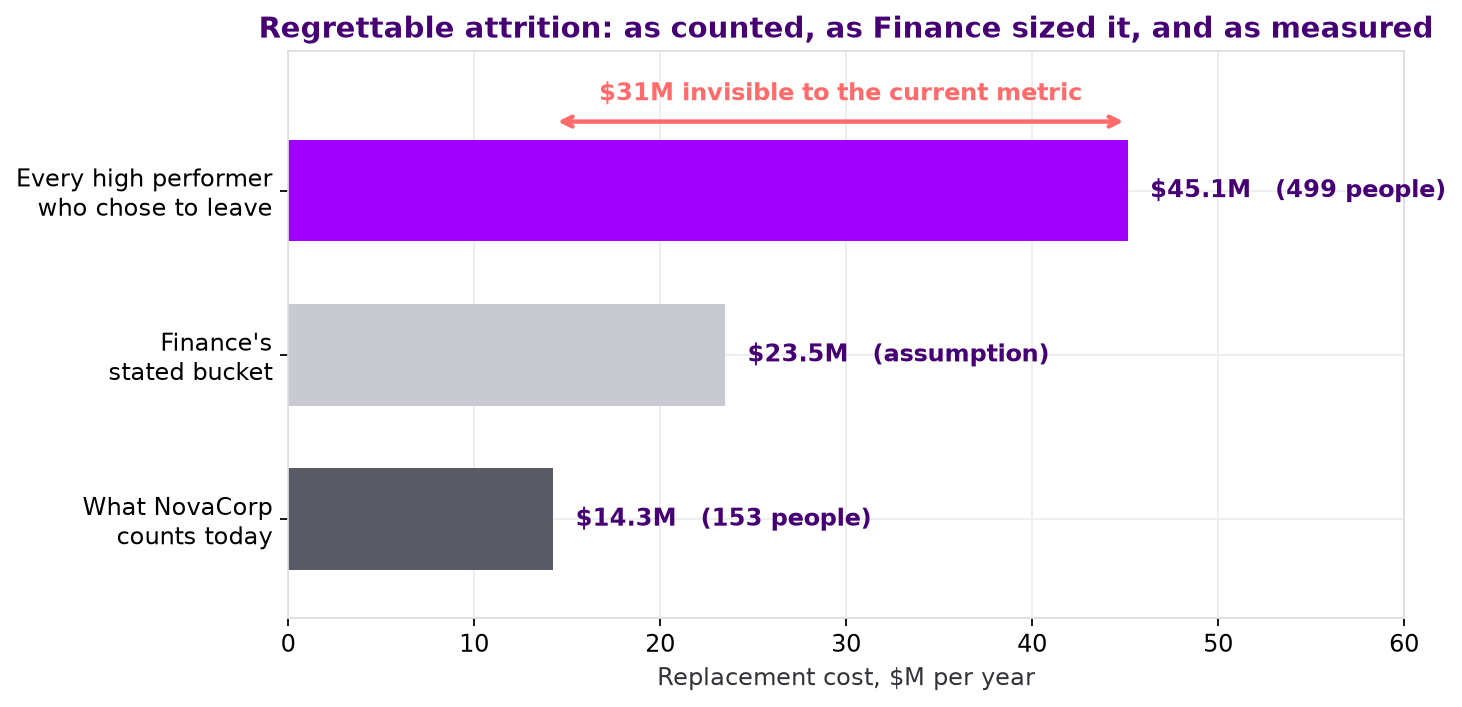 Regrettable attrition: as counted, as Finance sized it, and as measured
$31M invisible to the current metric
Every high performer
who chose to leave
$45.1M (499 people)
Finance's
stated bucket
$23.5M (assumption)
What NovaCorp
counts today
$14.3M (153 people)
0 10 20 30 40 50 60
Replacement cost, $M per year